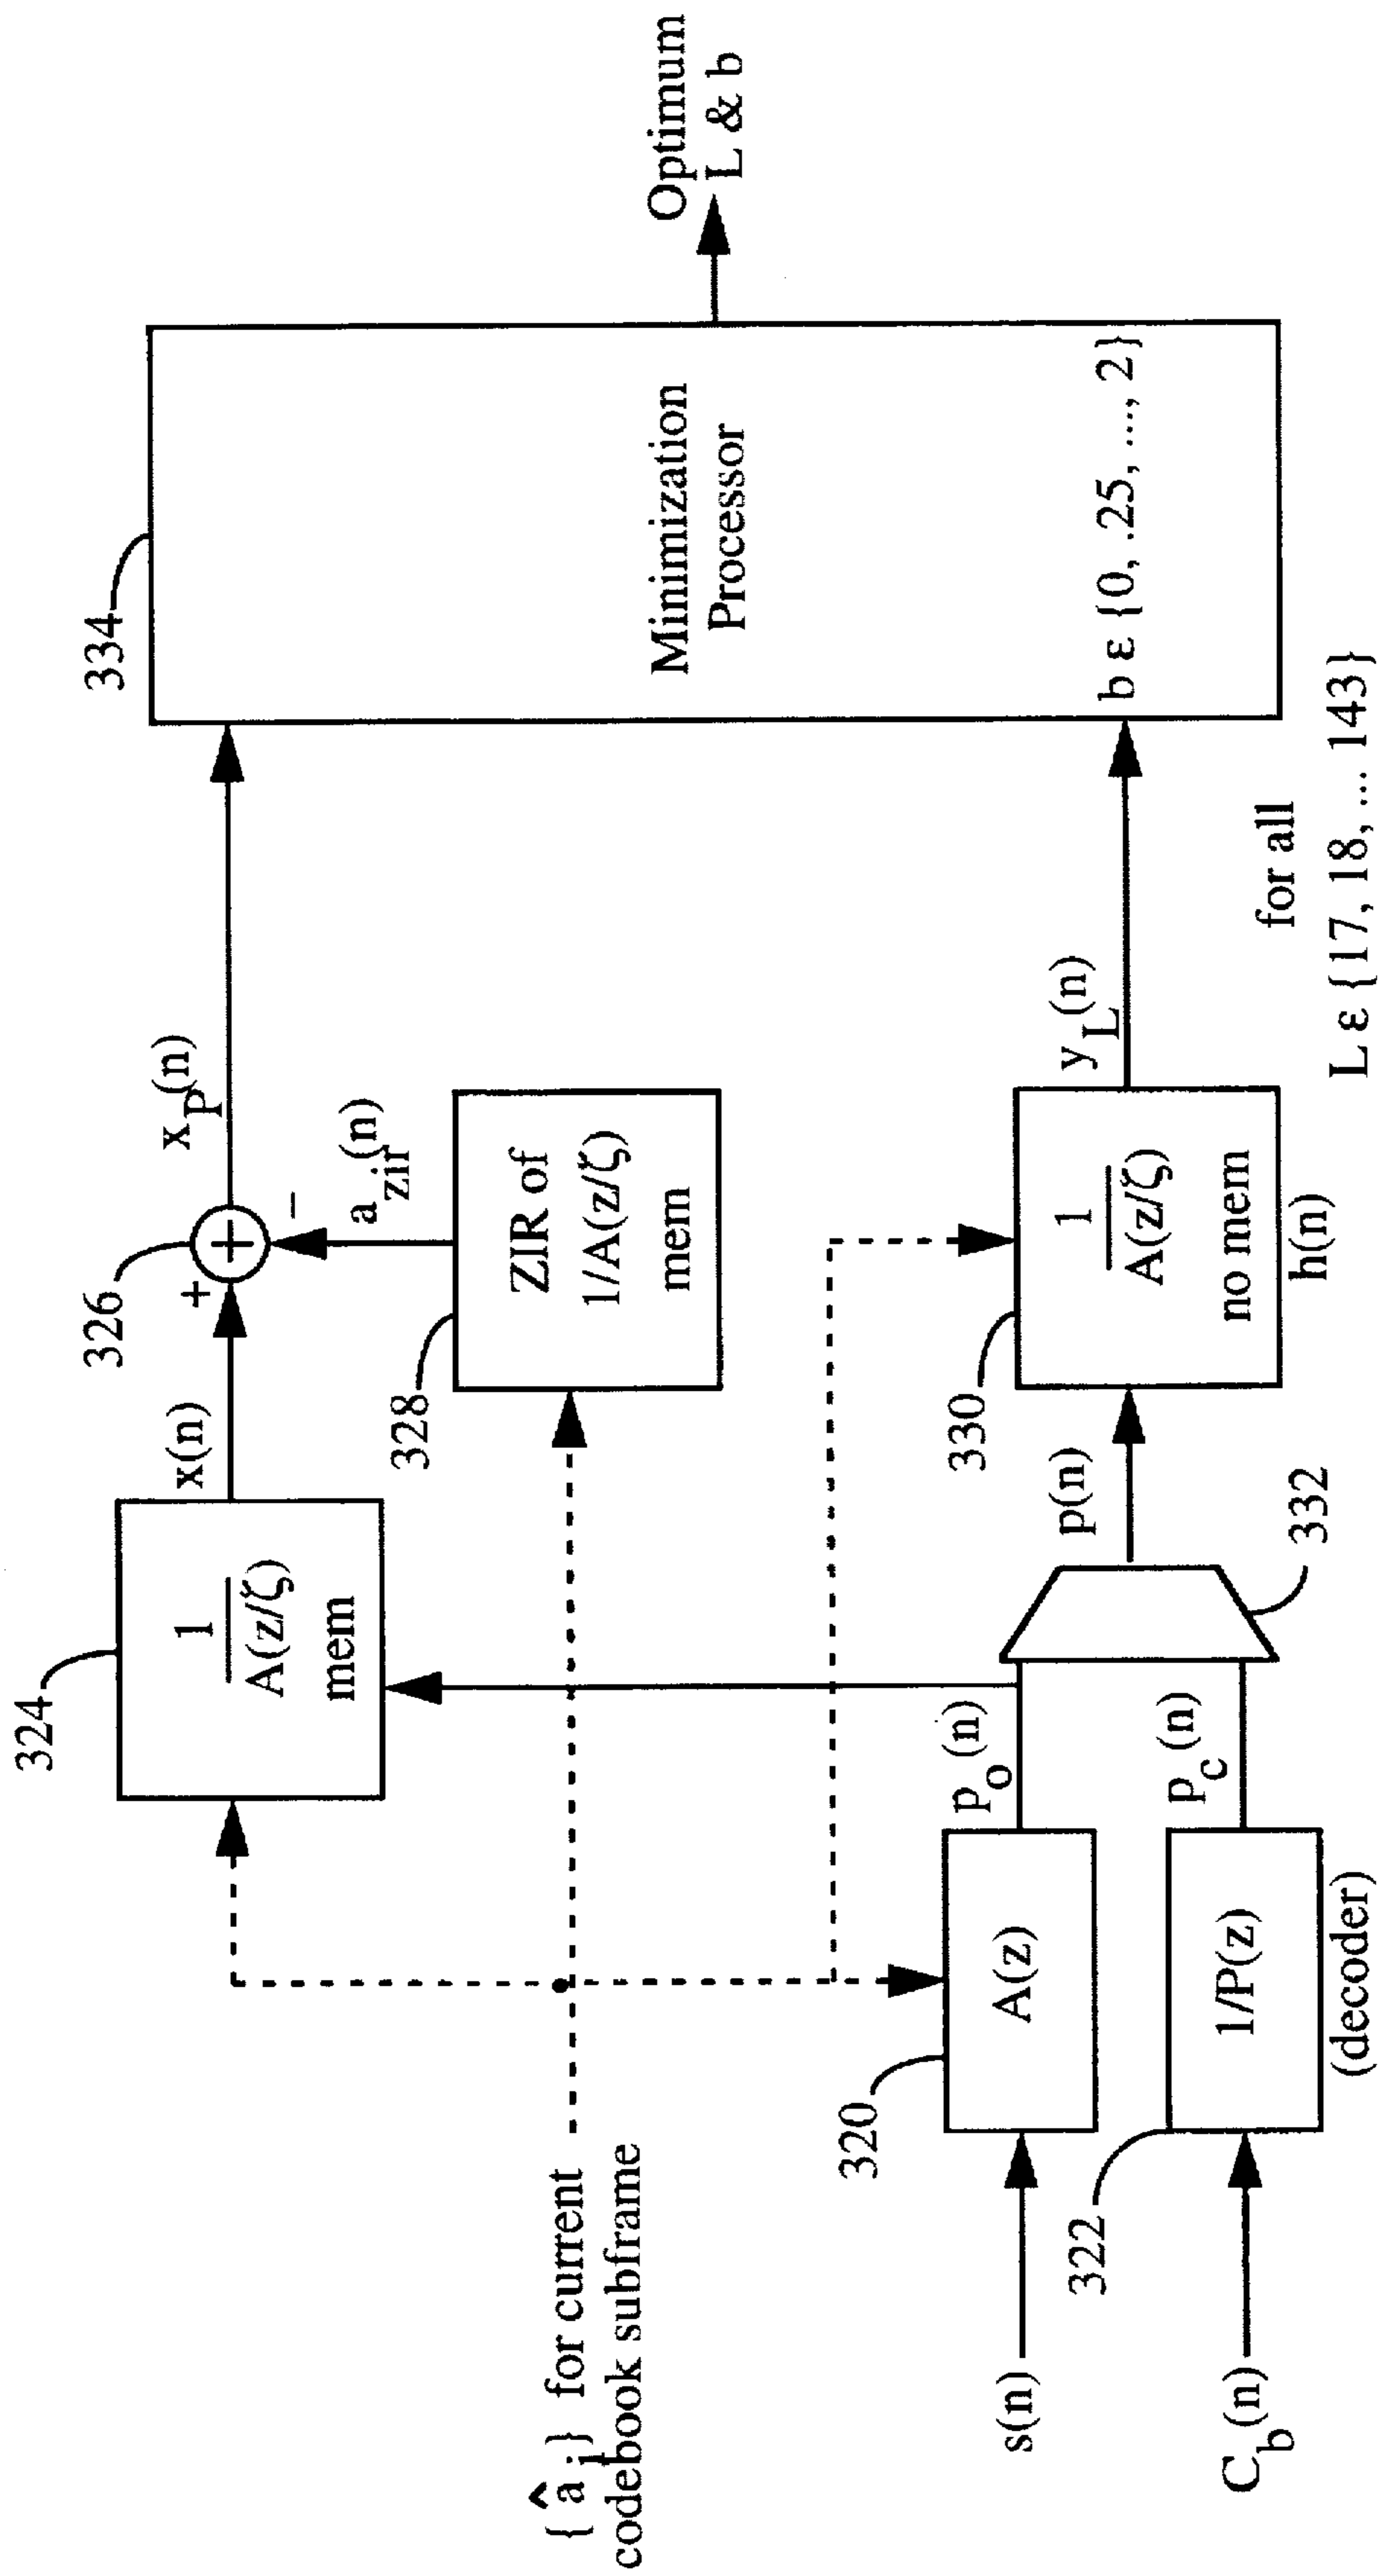 324
1
A(z/ζ)
mem
x(n)
326
+
+
−
x_P(n)
334
Minimization
Processor
b ε {0, .25, ..., 2}
Optimum
L & b
{â_i} for current
codebook subframe
328
ZIR of
1/A(z/ζ)
mem
a_zir(n)
320
s(n)
A(z)
P_o(n)
322
C_b(n)
1/P(z)
(decoder)
P_c(n)
332
p(n)
330
1
A(z/ζ)
no mem
h(n)
y_L(n)
for all
L ε {17, 18, ... 143}